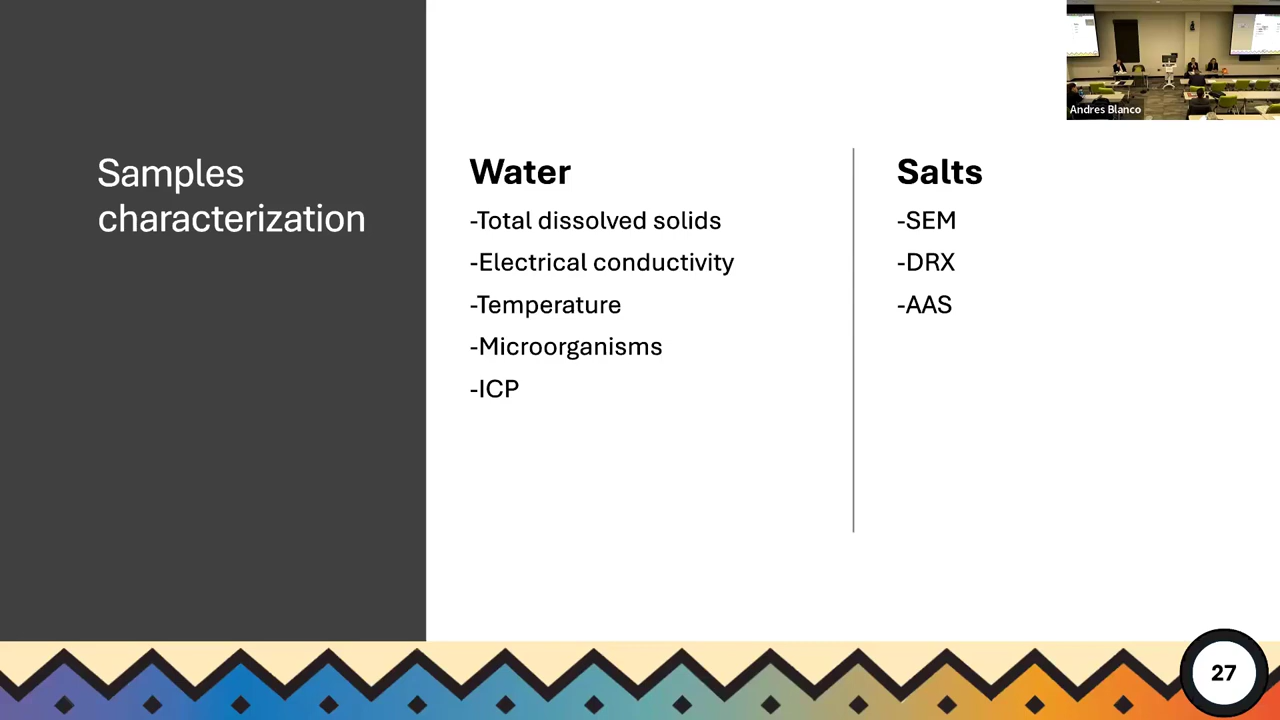 Andres Blanco
Samples
characterization
Water
-Total dissolved solids
-Electrical conductivity
-Temperature
-Microorganisms
-ICP
Salts
-SEM
-DRX
-AAS
27